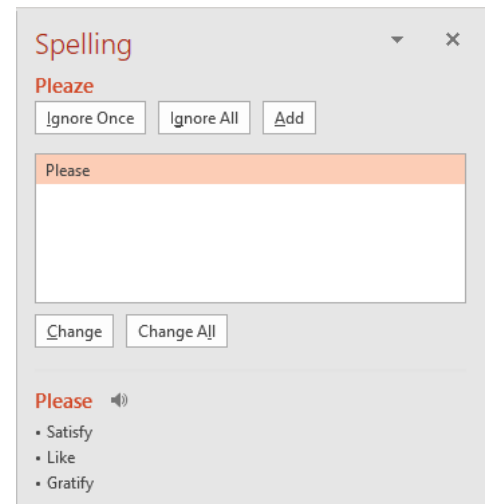 Spelling
Pleaze
Ignore Once Ignore All Add
Please
Change Change All
Please
• Satisfy
• Like
• Gratify